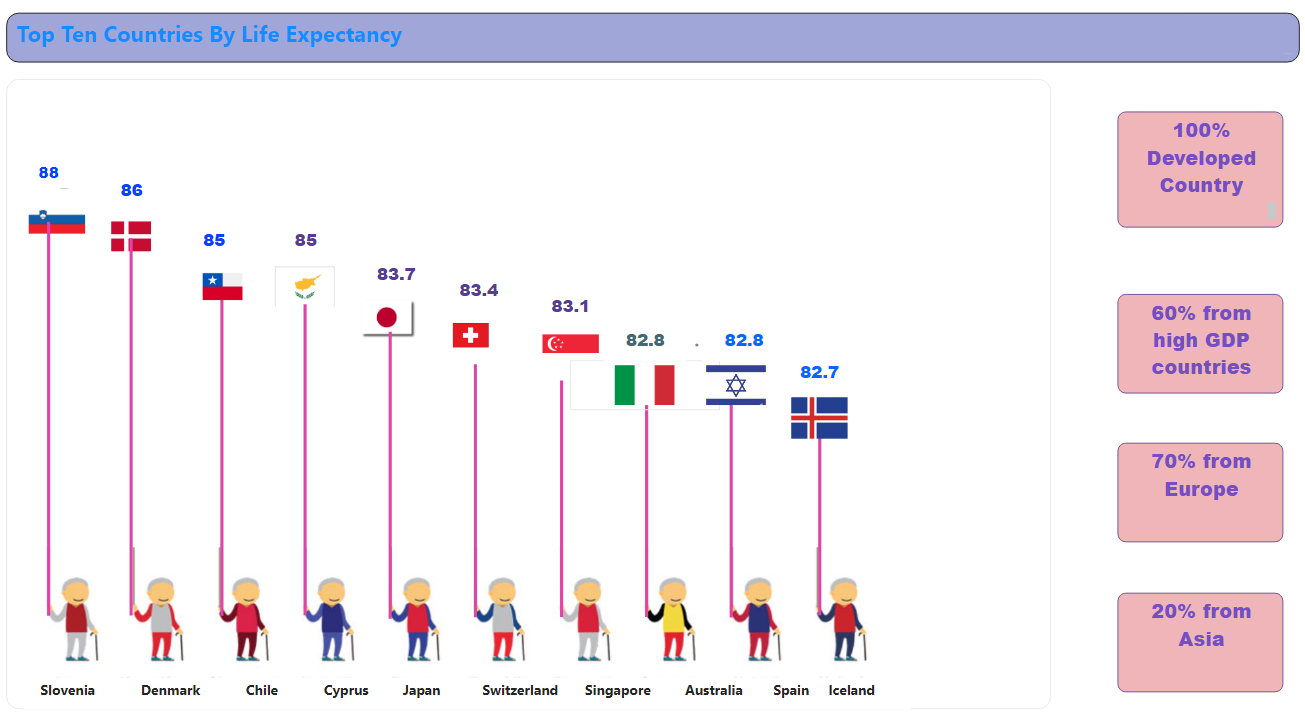 Top Ten Countries By Life Expectancy
88
86
85
85
83.7
83.4
83.1
82.8
.
82.8
82.7
Slovenia
Denmark
Chile
Cyprus
Japan
Switzerland
Singapore
Australia
Spain
Iceland
100%
Developed
Country
60% from
high GDP
countries
70% from
Europe
20% from
Asia